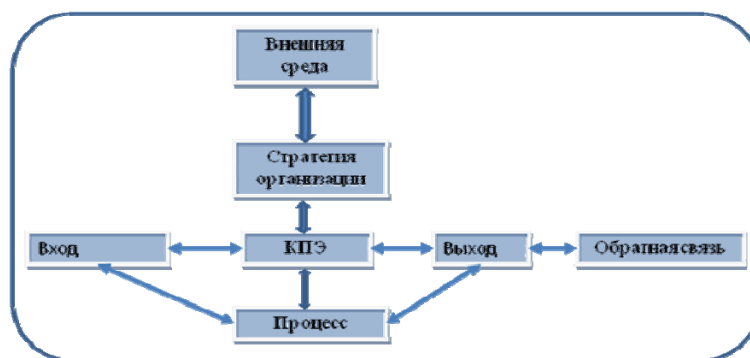 Внешняя
среда
Стратегия
организации
Вход
КПЭ
Выход
Обратная связь
Процесс